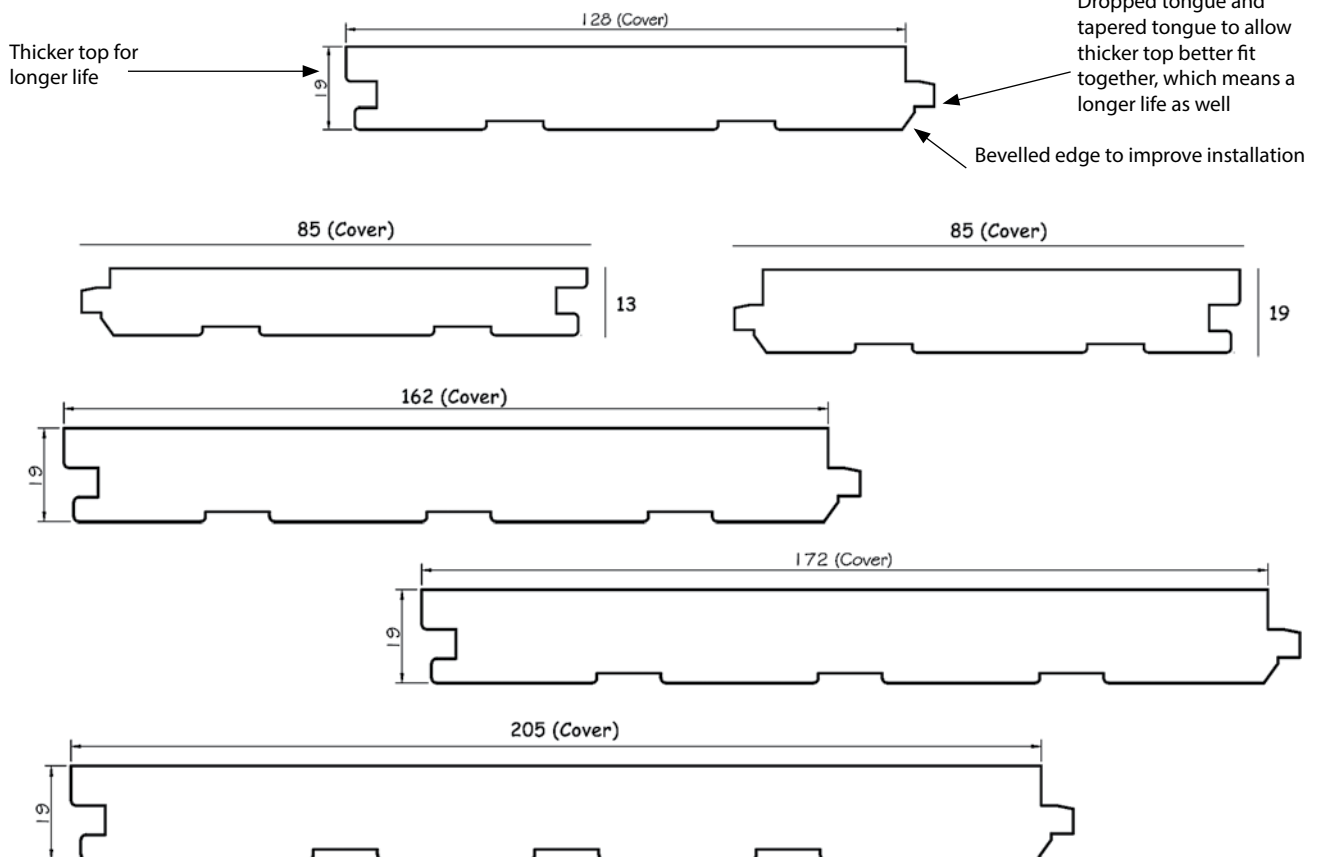 Dropped tongue and
tapered tongue to allow
thicker top better fit
together, which means a
longer life as well
128 (Cover)
Thicker top for
longer life
19
Bevelled edge to improve installation
85 (Cover)
85 (Cover)
13
19
162 (Cover)
19
172 (Cover)
19
205 (Cover)
19